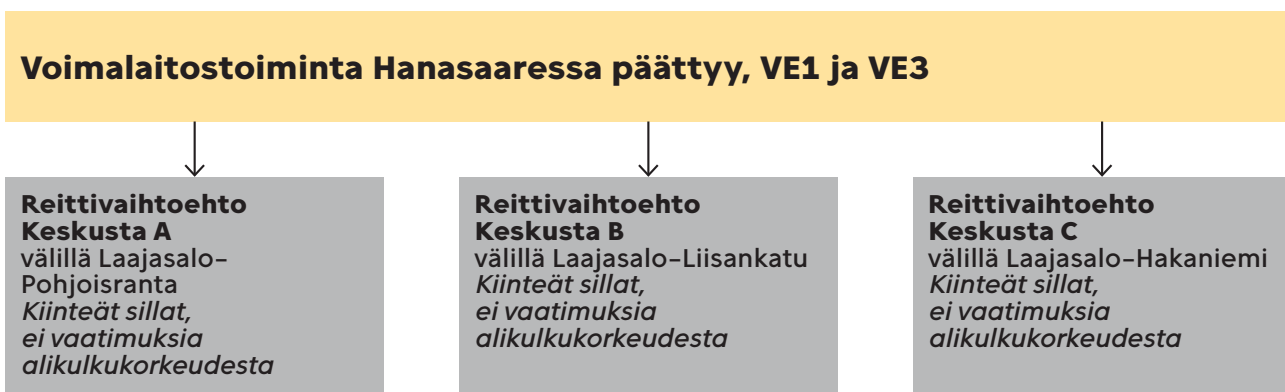 Voimalaitostoiminta Hanasaaressa päättyy, VE1 ja VE3
Reittivaihtoehto
Keskusta A
välillä Laajasalo–
Pohjoisranta
Kiinteät sillat,
ei vaatimuksia
alikulkukorkeudesta
Reittivaihtoehto
Keskusta B
välillä Laajasalo–Liisankatu
Kiinteät sillat,
ei vaatimuksia
alikulkukorkeudesta
Reittivaihtoehto
Keskusta C
välillä Laajasalo–Hakaniemi
Kiinteät sillat,
ei vaatimuksia
alikulkukorkeudesta